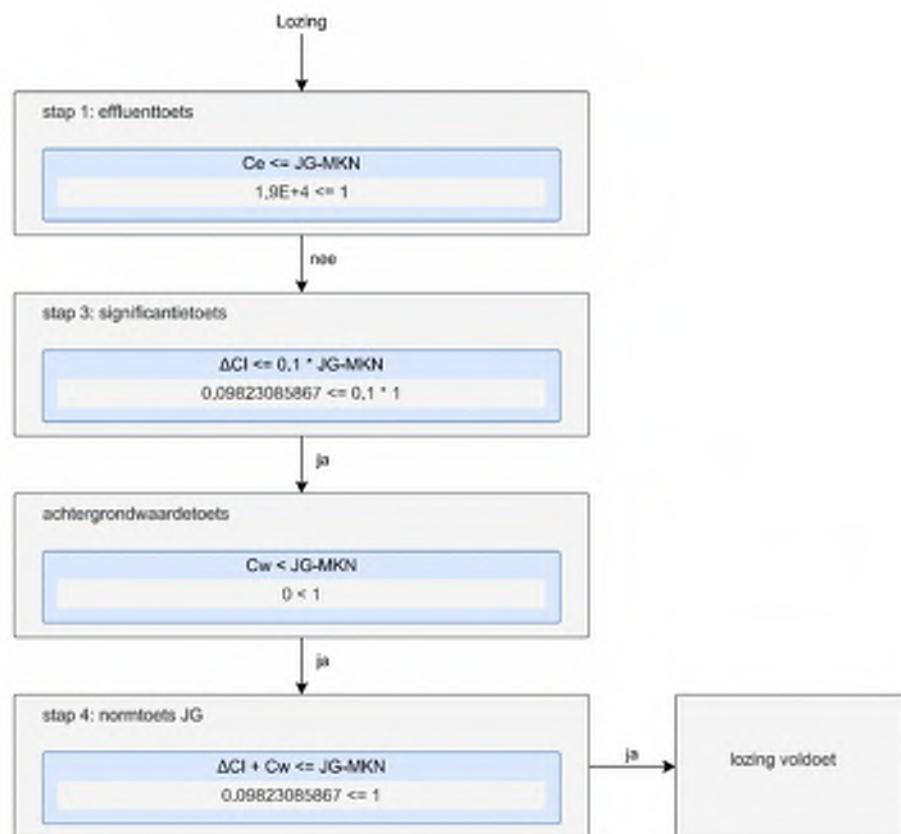 Lozing
stap 1: effluenttoets
Ce <= JG-MKN
1,9E+4 <= 1
nee
stap 3: significantietoets
ΔCl <= 0.1 * JG-MKN
0,09823085867 <= 0.1 * 1
ja
achtergrondwaardetoets
Cw < JG-MKN
0 < 1
ja
stap 4: normtoets JG
ΔCl + Cw <= JG-MKN
0,09823085867 <= 1
ja
lozing voldoet